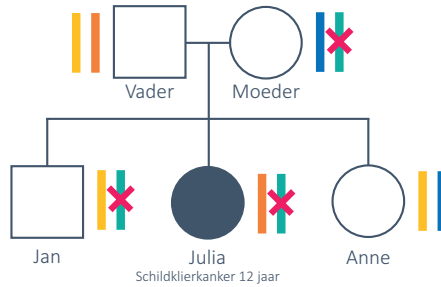 Vader
Moeder
Jan
Julia
Anne
Schildklierkanker 12 jaar